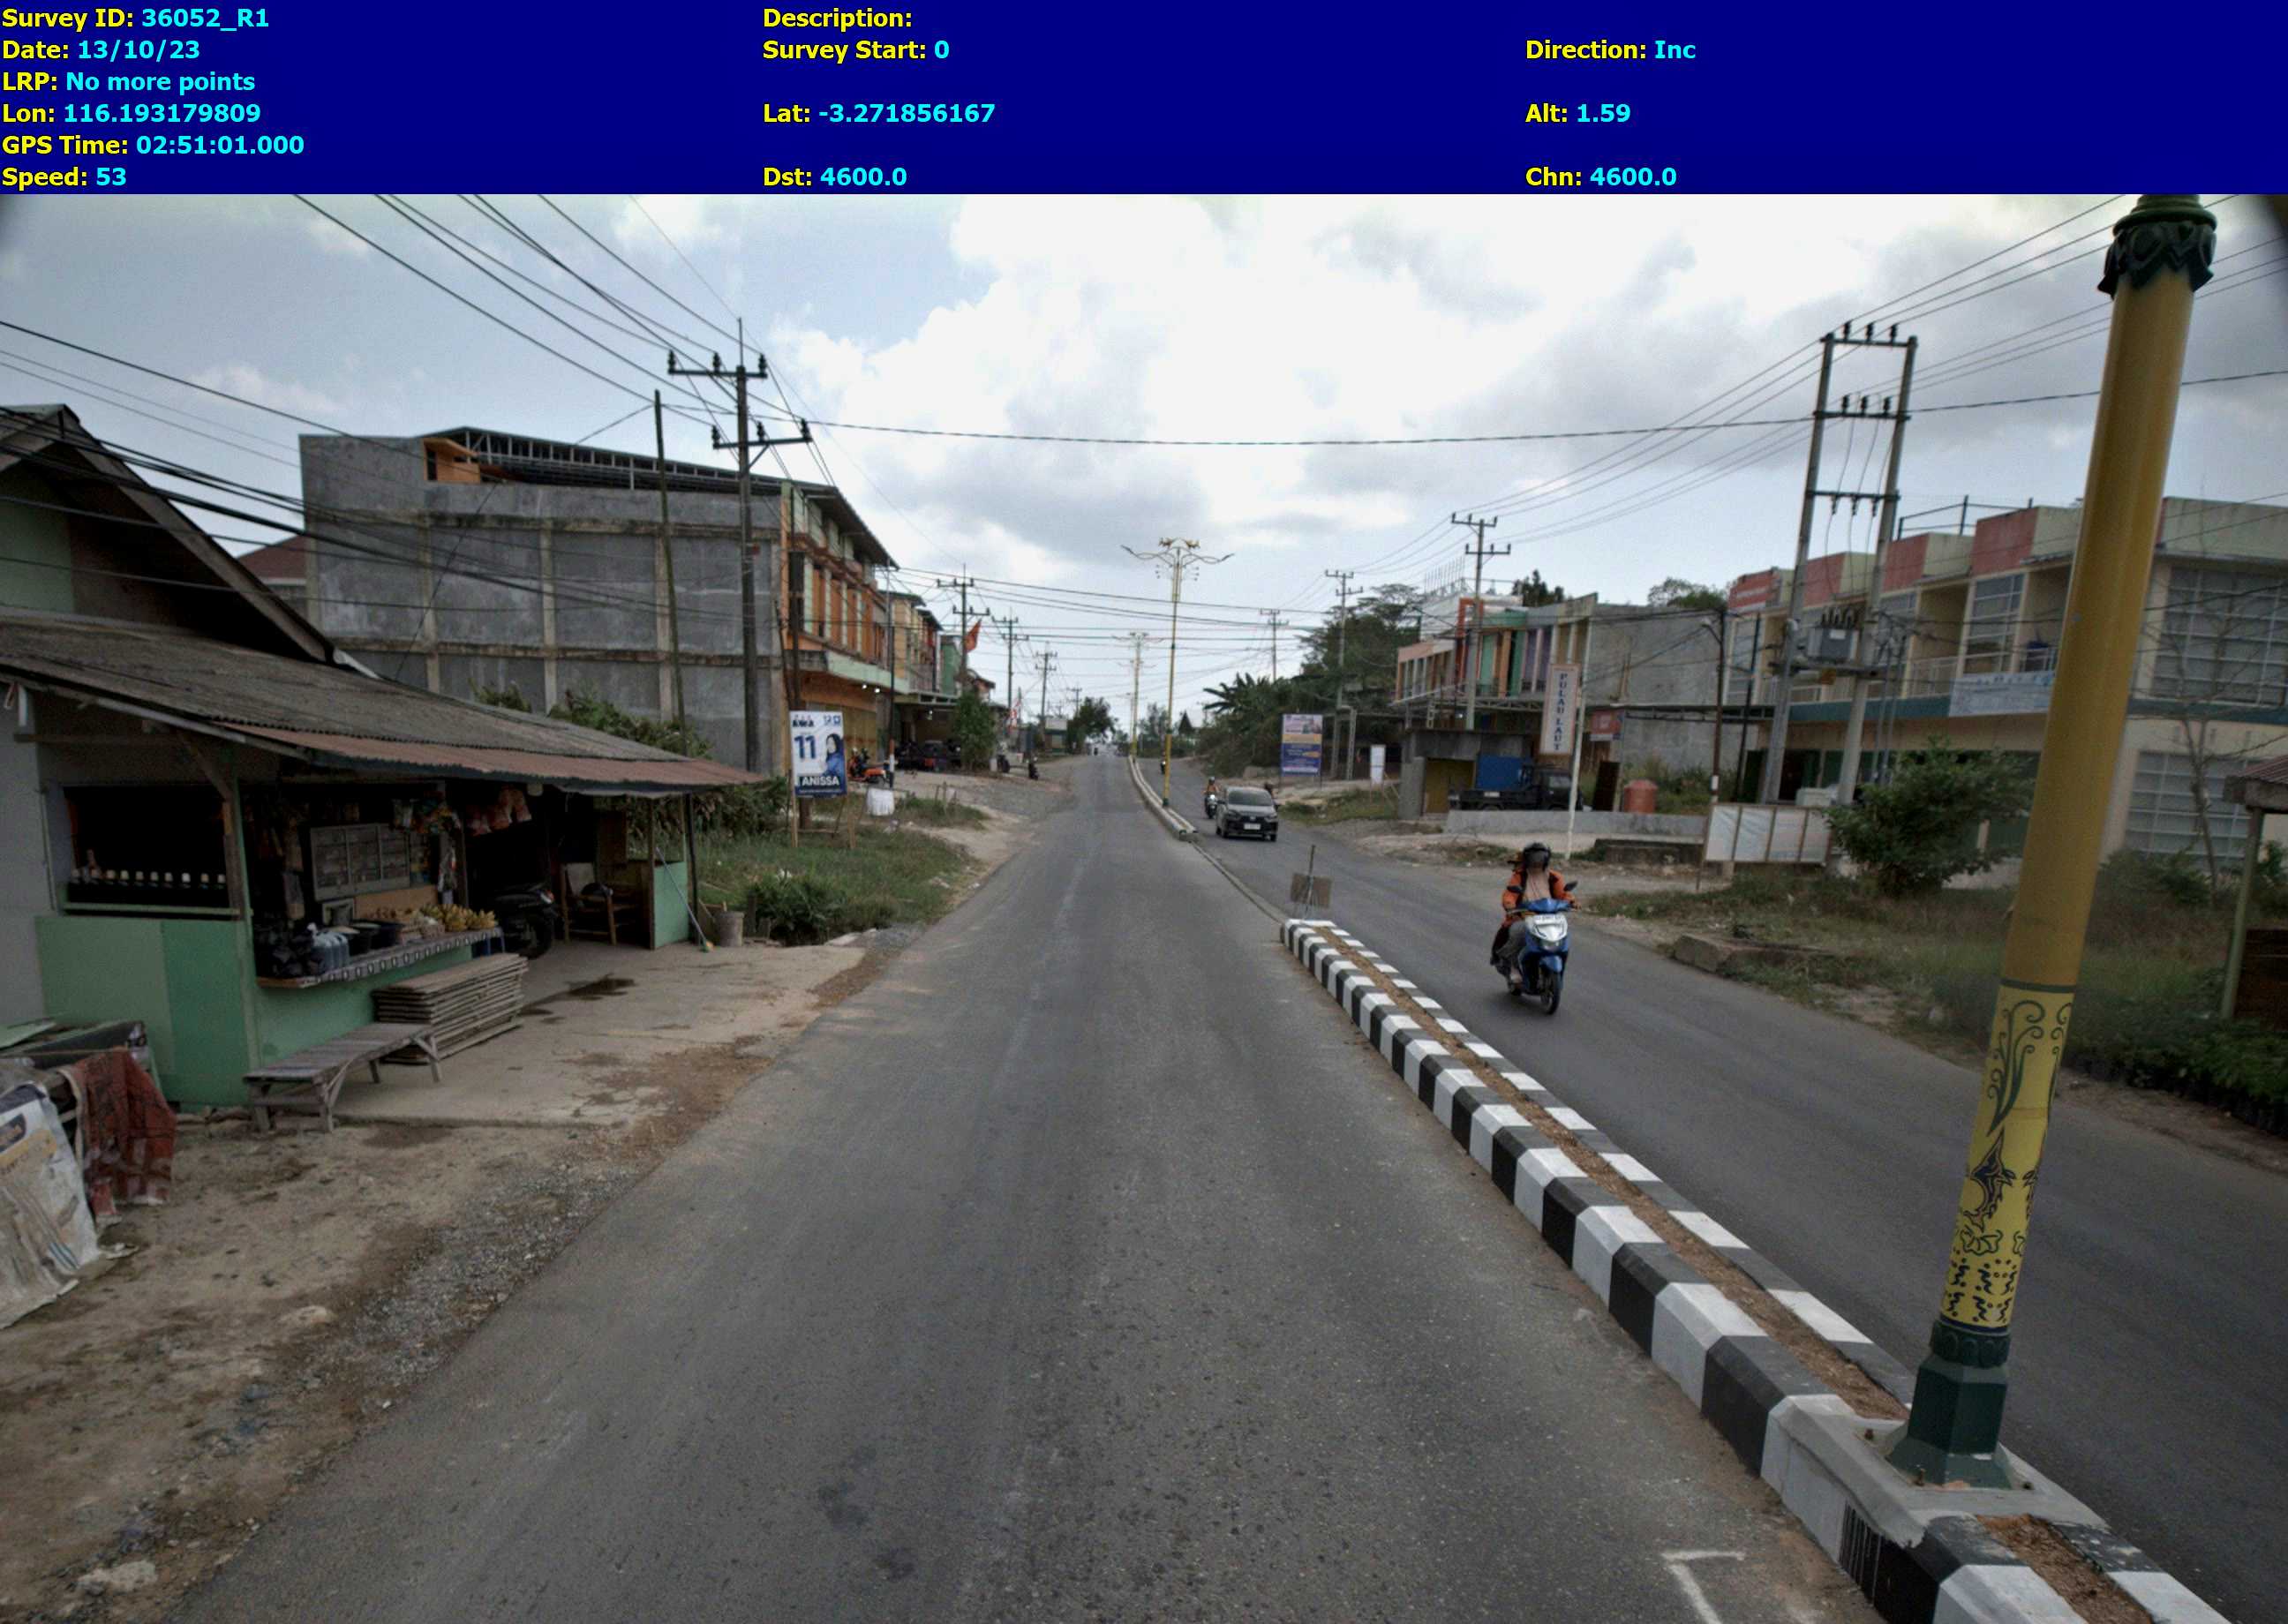 Survey ID: 36052_R1
Description:
Date: 13/10/23
Survey Start: 0
Direction: Inc
LRP: No more points
Lon: 116.193179809
Lat: -3.271856167
Alt: 1.59
GPS Time: 02:51:01.000
Speed: 53
Dst: 4600.0
Chn: 4600.0
11
ANISSA
PULAU LAUT